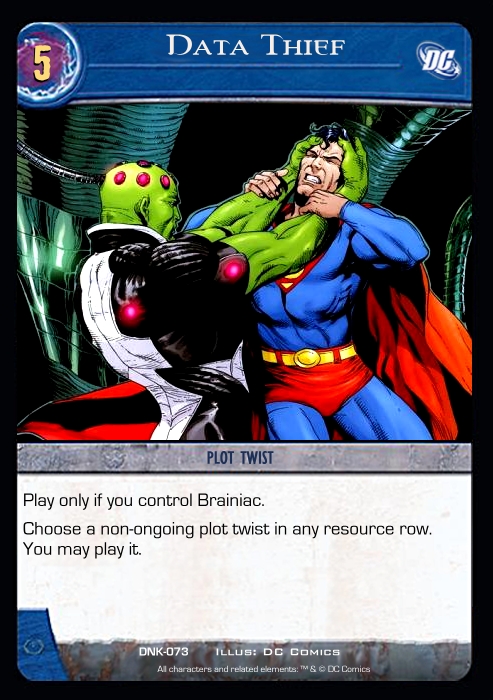 5
Data Thief
DC
PLOT TWIST
Play only if you control Brainiac.
Choose a non-ongoing plot twist in any resource row.
You may play it.
DNK-073 Illus: DC Comics
All characters and related elements: ™ & © DC Comics